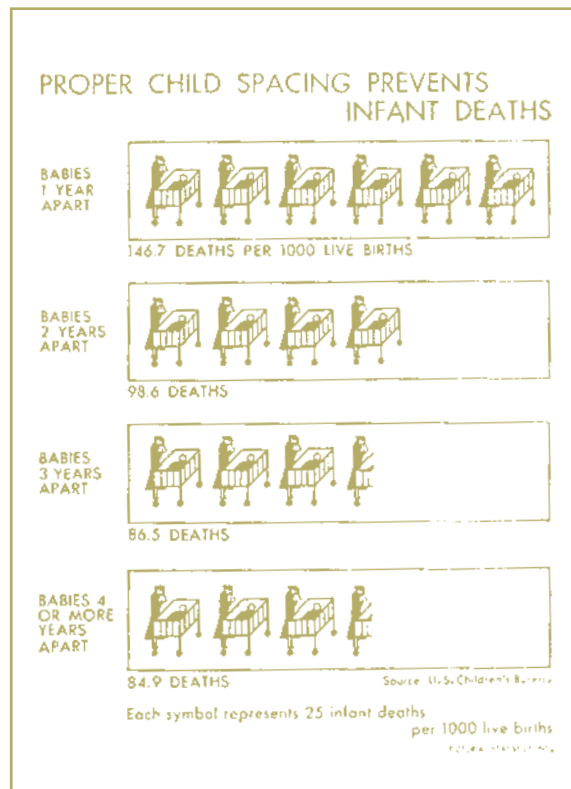 PROPER CHILD SPACING PREVENTS
INFANT DEATHS
BABIES
1 YEAR
APART
146.7 DEATHS PER 1000 LIVE BIRTHS
BABIES
2 YEARS
APART
98.6 DEATHS
BABIES
3 YEARS
APART
86.5 DEATHS
BABIES 4
OR MORE
YEARS
APART
84.9 DEATHS
Source: U.S. Children's Bureau
Each symbol represents 25 infant deaths
per 1000 live births